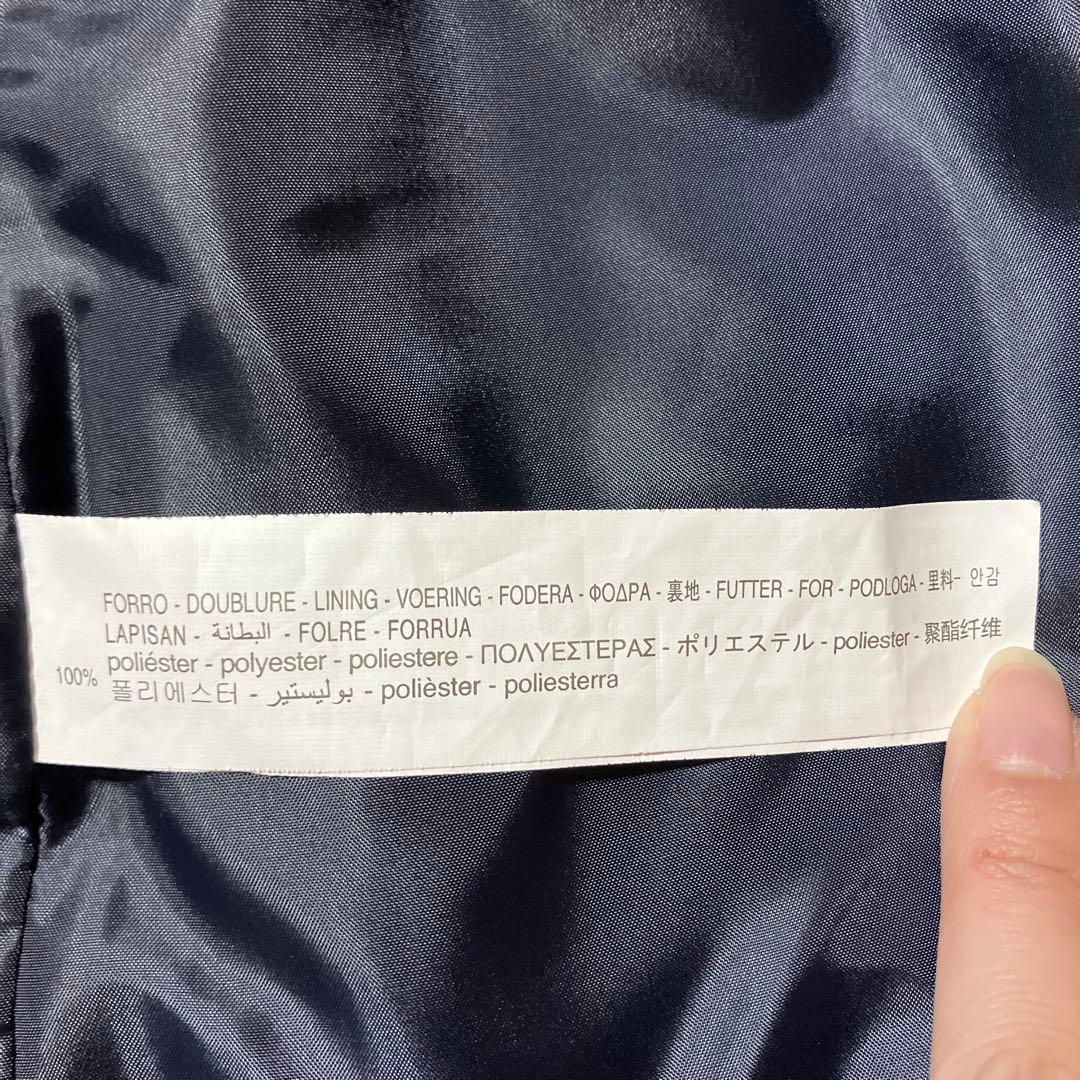 FORRO - DOUBLURE - LINING - VOERING - FODERA - ΦΟΔΡΑ - 裏地 - FUTTER - FOR - PODLOGA - 里料- 안감
LAPISAN - البطانة - FOLRE - FORRUA
100% poliéster - polyester - poliestere - ΠΟΛΥΕΣΤΕΡΑΣ - ポリエステル - poliester - 聚酯纤维
폴리에스터 - بوليستير - polièster - poliesterra